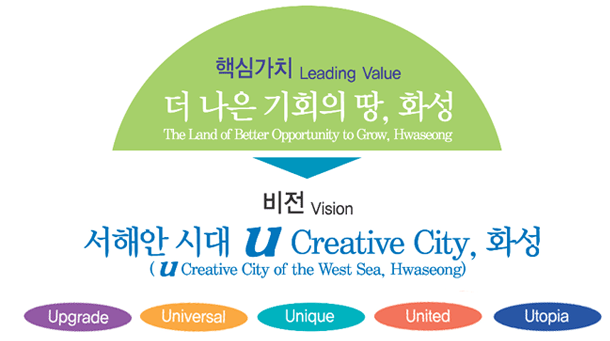 핵심가치 Leading Value
더 나은 기회의 땅, 화성
The Land of Better Opportunity to Grow, Hwaseong
비전 Vision
서해안 시대 u Creative City, 화성
( u Creative City of the West Sea, Hwaseong)
Upgrade Universal Unique United Utopia